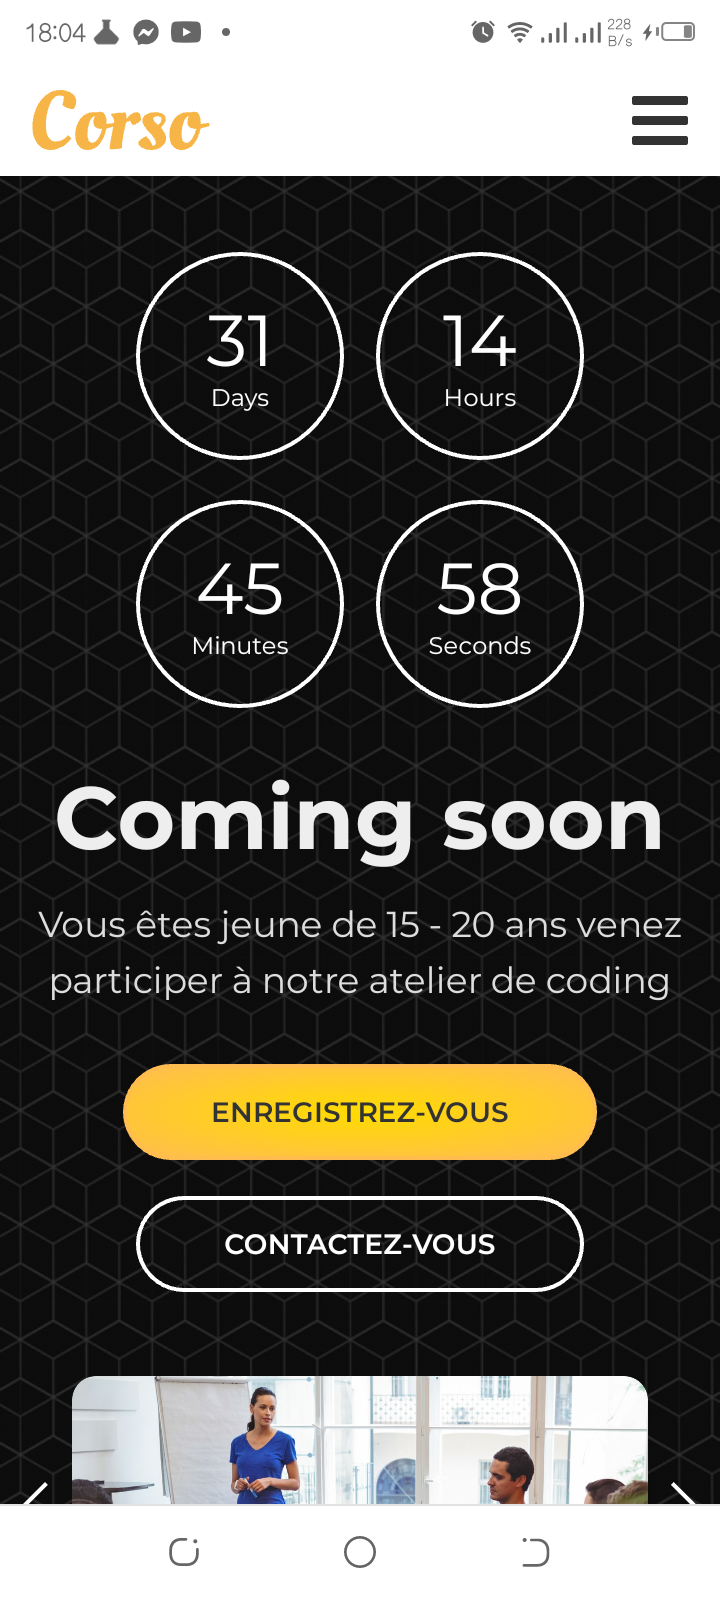 18:04
228
B/s
Corso
31
Days
14
Hours
45
Minutes
58
Seconds
Coming soon
Vous êtes jeune de 15 - 20 ans venez
participer à notre atelier de coding
ENREGISTREZ-VOUS
CONTACTEZ-VOUS